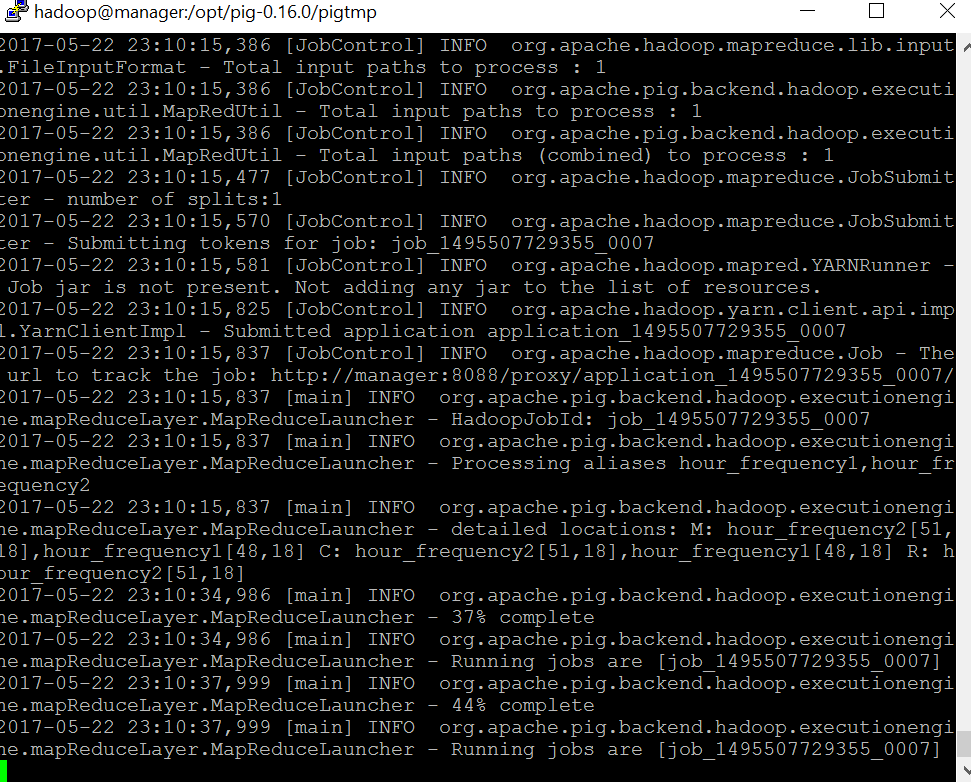 hadoop@manager:/opt/pig-0.16.0/pigtmp
2017-05-22 23:10:15,386 [JobControl] INFO  org.apache.hadoop.mapreduce.lib.input
.FileInputFormat - Total input paths to process : 1
2017-05-22 23:10:15,386 [JobControl] INFO  org.apache.pig.backend.hadoop.executi
onengine.util.MapRedUtil - Total input paths to process : 1
2017-05-22 23:10:15,386 [JobControl] INFO  org.apache.pig.backend.hadoop.executi
onengine.util.MapRedUtil - Total input paths (combined) to process : 1
2017-05-22 23:10:15,477 [JobControl] INFO  org.apache.hadoop.mapreduce.JobSubmit
ter - number of splits:1
2017-05-22 23:10:15,570 [JobControl] INFO  org.apache.hadoop.mapreduce.JobSubmit
ter - Submitting tokens for job: job_1495507729355_0007
2017-05-22 23:10:15,581 [JobControl] INFO  org.apache.hadoop.mapred.YARNRunner -
 Job jar is not present. Not adding any jar to the list of resources.
2017-05-22 23:10:15,825 [JobControl] INFO  org.apache.hadoop.yarn.client.api.imp
l.YarnClientImpl - Submitted application application_1495507729355_0007
2017-05-22 23:10:15,837 [JobControl] INFO  org.apache.hadoop.mapreduce.Job - The
 url to track the job: http://manager:8088/proxy/application_1495507729355_0007/
2017-05-22 23:10:15,837 [main] INFO  org.apache.pig.backend.hadoop.executionengi
ne.mapReduceLayer.MapReduceLauncher - HadoopJobId: job_1495507729355_0007
2017-05-22 23:10:15,837 [main] INFO  org.apache.pig.backend.hadoop.executionengi
ne.mapReduceLayer.MapReduceLauncher - Processing aliases hour_frequency1,hour_fr
equency2
2017-05-22 23:10:15,837 [main] INFO  org.apache.pig.backend.hadoop.executionengi
ne.mapReduceLayer.MapReduceLauncher - detailed locations: M: hour_frequency2[51,
18],hour_frequency1[48,18] C: hour_frequency2[51,18],hour_frequency1[48,18] R: h
our_frequency2[51,18]
2017-05-22 23:10:34,986 [main] INFO  org.apache.pig.backend.hadoop.executionengi
ne.mapReduceLayer.MapReduceLauncher - 37% complete
2017-05-22 23:10:34,986 [main] INFO  org.apache.pig.backend.hadoop.executionengi
ne.mapReduceLayer.MapReduceLauncher - Running jobs are [job_1495507729355_0007]
2017-05-22 23:10:37,999 [main] INFO  org.apache.pig.backend.hadoop.executionengi
ne.mapReduceLayer.MapReduceLauncher - 44% complete
2017-05-22 23:10:37,999 [main] INFO  org.apache.pig.backend.hadoop.executionengi
ne.mapReduceLayer.MapReduceLauncher - Running jobs are [job_1495507729355_0007]